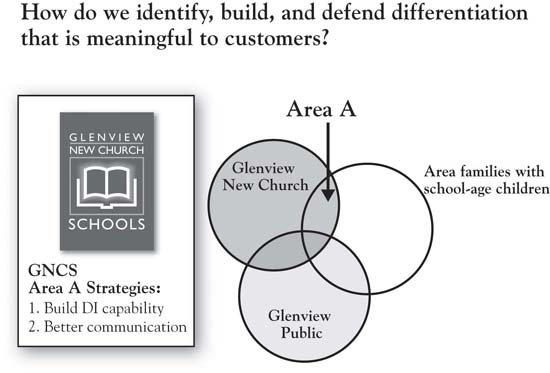 How do we identify, build, and defend differentiation
that is meaningful to customers?
GLENVIEW
NEW CHURCH
SCHOOLS
GNCS
Area A Strategies:
1. Build DI capability
2. Better communication
Area A
Glenview
New Church
Area families with
school-age children
Glenview
Public